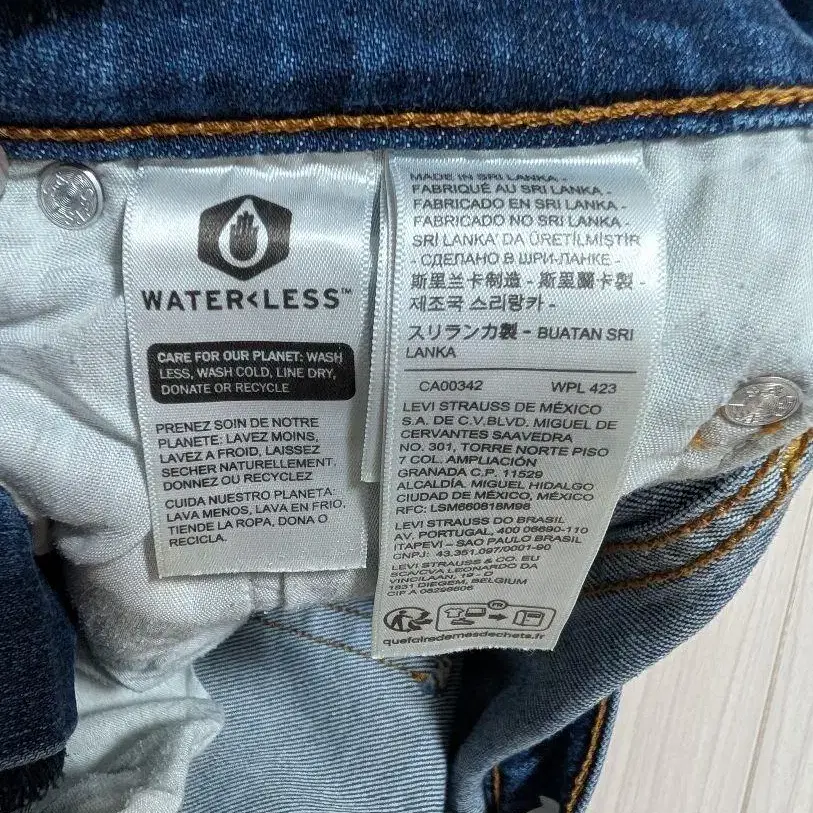 WATER<LESS™
CARE FOR OUR PLANET: WASH
LESS, WASH COLD, LINE DRY,
DONATE OR RECYCLE
PRENEZ SOIN DE NOTRE
PLANÈTE: LAVEZ MOINS,
LAVEZ A FROID, LAISSEZ
SECHER NATURELLEMENT,
DONNEZ OU RECYCLEZ
CUIDA NUESTRO PLANETA:
LAVA MENOS, LAVA EN FRIO,
TIENDE LA ROPA, DONA O
RECICLA.
MADE IN SRI LANKA -
FABRIQUÉ AU SRI LANKA -
FABRICADO EN SRI LANKA -
FABRICADO NO SRI LANKA -
SRİ LANKA'DA ÜRETİLMİŞTİR
- СДЕЛАНО В ШРИ-ЛАНКЕ -
斯里兰卡制造 - 斯里蘭卡製 -
제조국 스리랑카 -
スリランカ製 - BUATAN SRI
LANKA
CA00342 WPL 423
LEVI STRAUSS DE MÉXICO
S.A. DE C.V.BLVD. MIGUEL DE
CERVANTES SAAVEDRA
NO. 301, TORRE NORTE PISO
7 COL. AMPLIACIÓN
GRANADA C.P. 11529
ALCALDÍA. MIGUEL HIDALGO
CIUDAD DE MÉXICO, MÉXICO
RFC: LSM660818M98
LEVI STRAUSS DO BRASIL
AV. PORTUGAL, 400 06690-110
ITAPEVI - SAO PAULO BRASIL
CNPJ: 43.351.097/0001-90
LEVI STRAUSS & CO. EU
LEONARDO DA
19 - D
1831 DIEGEM, BELGIUM
CIF A
FR
quefairedemesdechets.fr